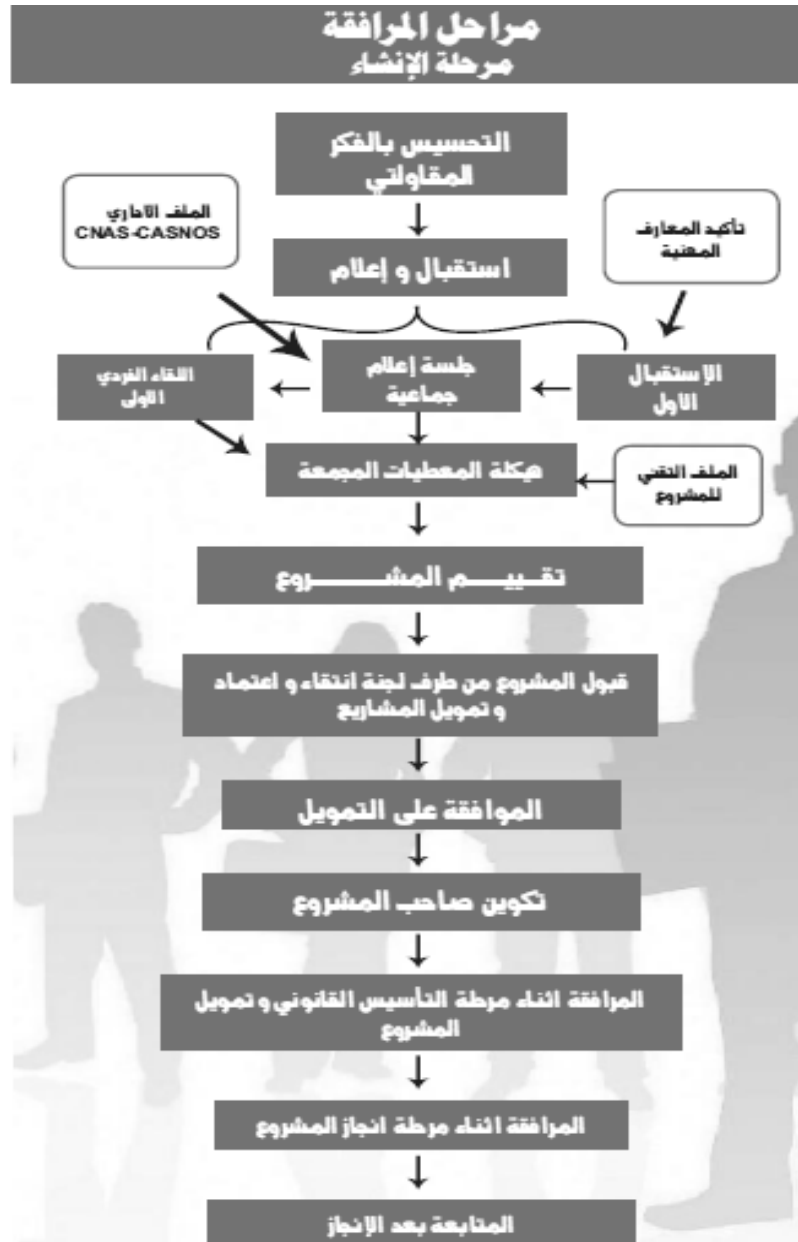 مراحل المرافقة
مرحلة الإنشاء
التحسيس بالفكر
المقاولتي
الملف الاداري
CNAS-CASNOS
تأكيد المعارف
المهنية
استقبال و إعلام
الإستقبال
الاول
جلسة إعلام
جماعية
اللقاء الفردي
الاولى
هيكلة المعطيات المجمعة
الملف التقني
للمشروع
تقييم المشروع
قبول المشروع من طرف لجنة انتقاء و اعتماد
و تمويل المشاريع
الموافقة على التمويل
تكوين صاحب المشروع
المرافقة اثناء مرحلة التأسيس القانوني و تمويل
المشروع
المرافقة اثناء مرحلة انجاز المشروع
المتابعة بعد الإنجاز